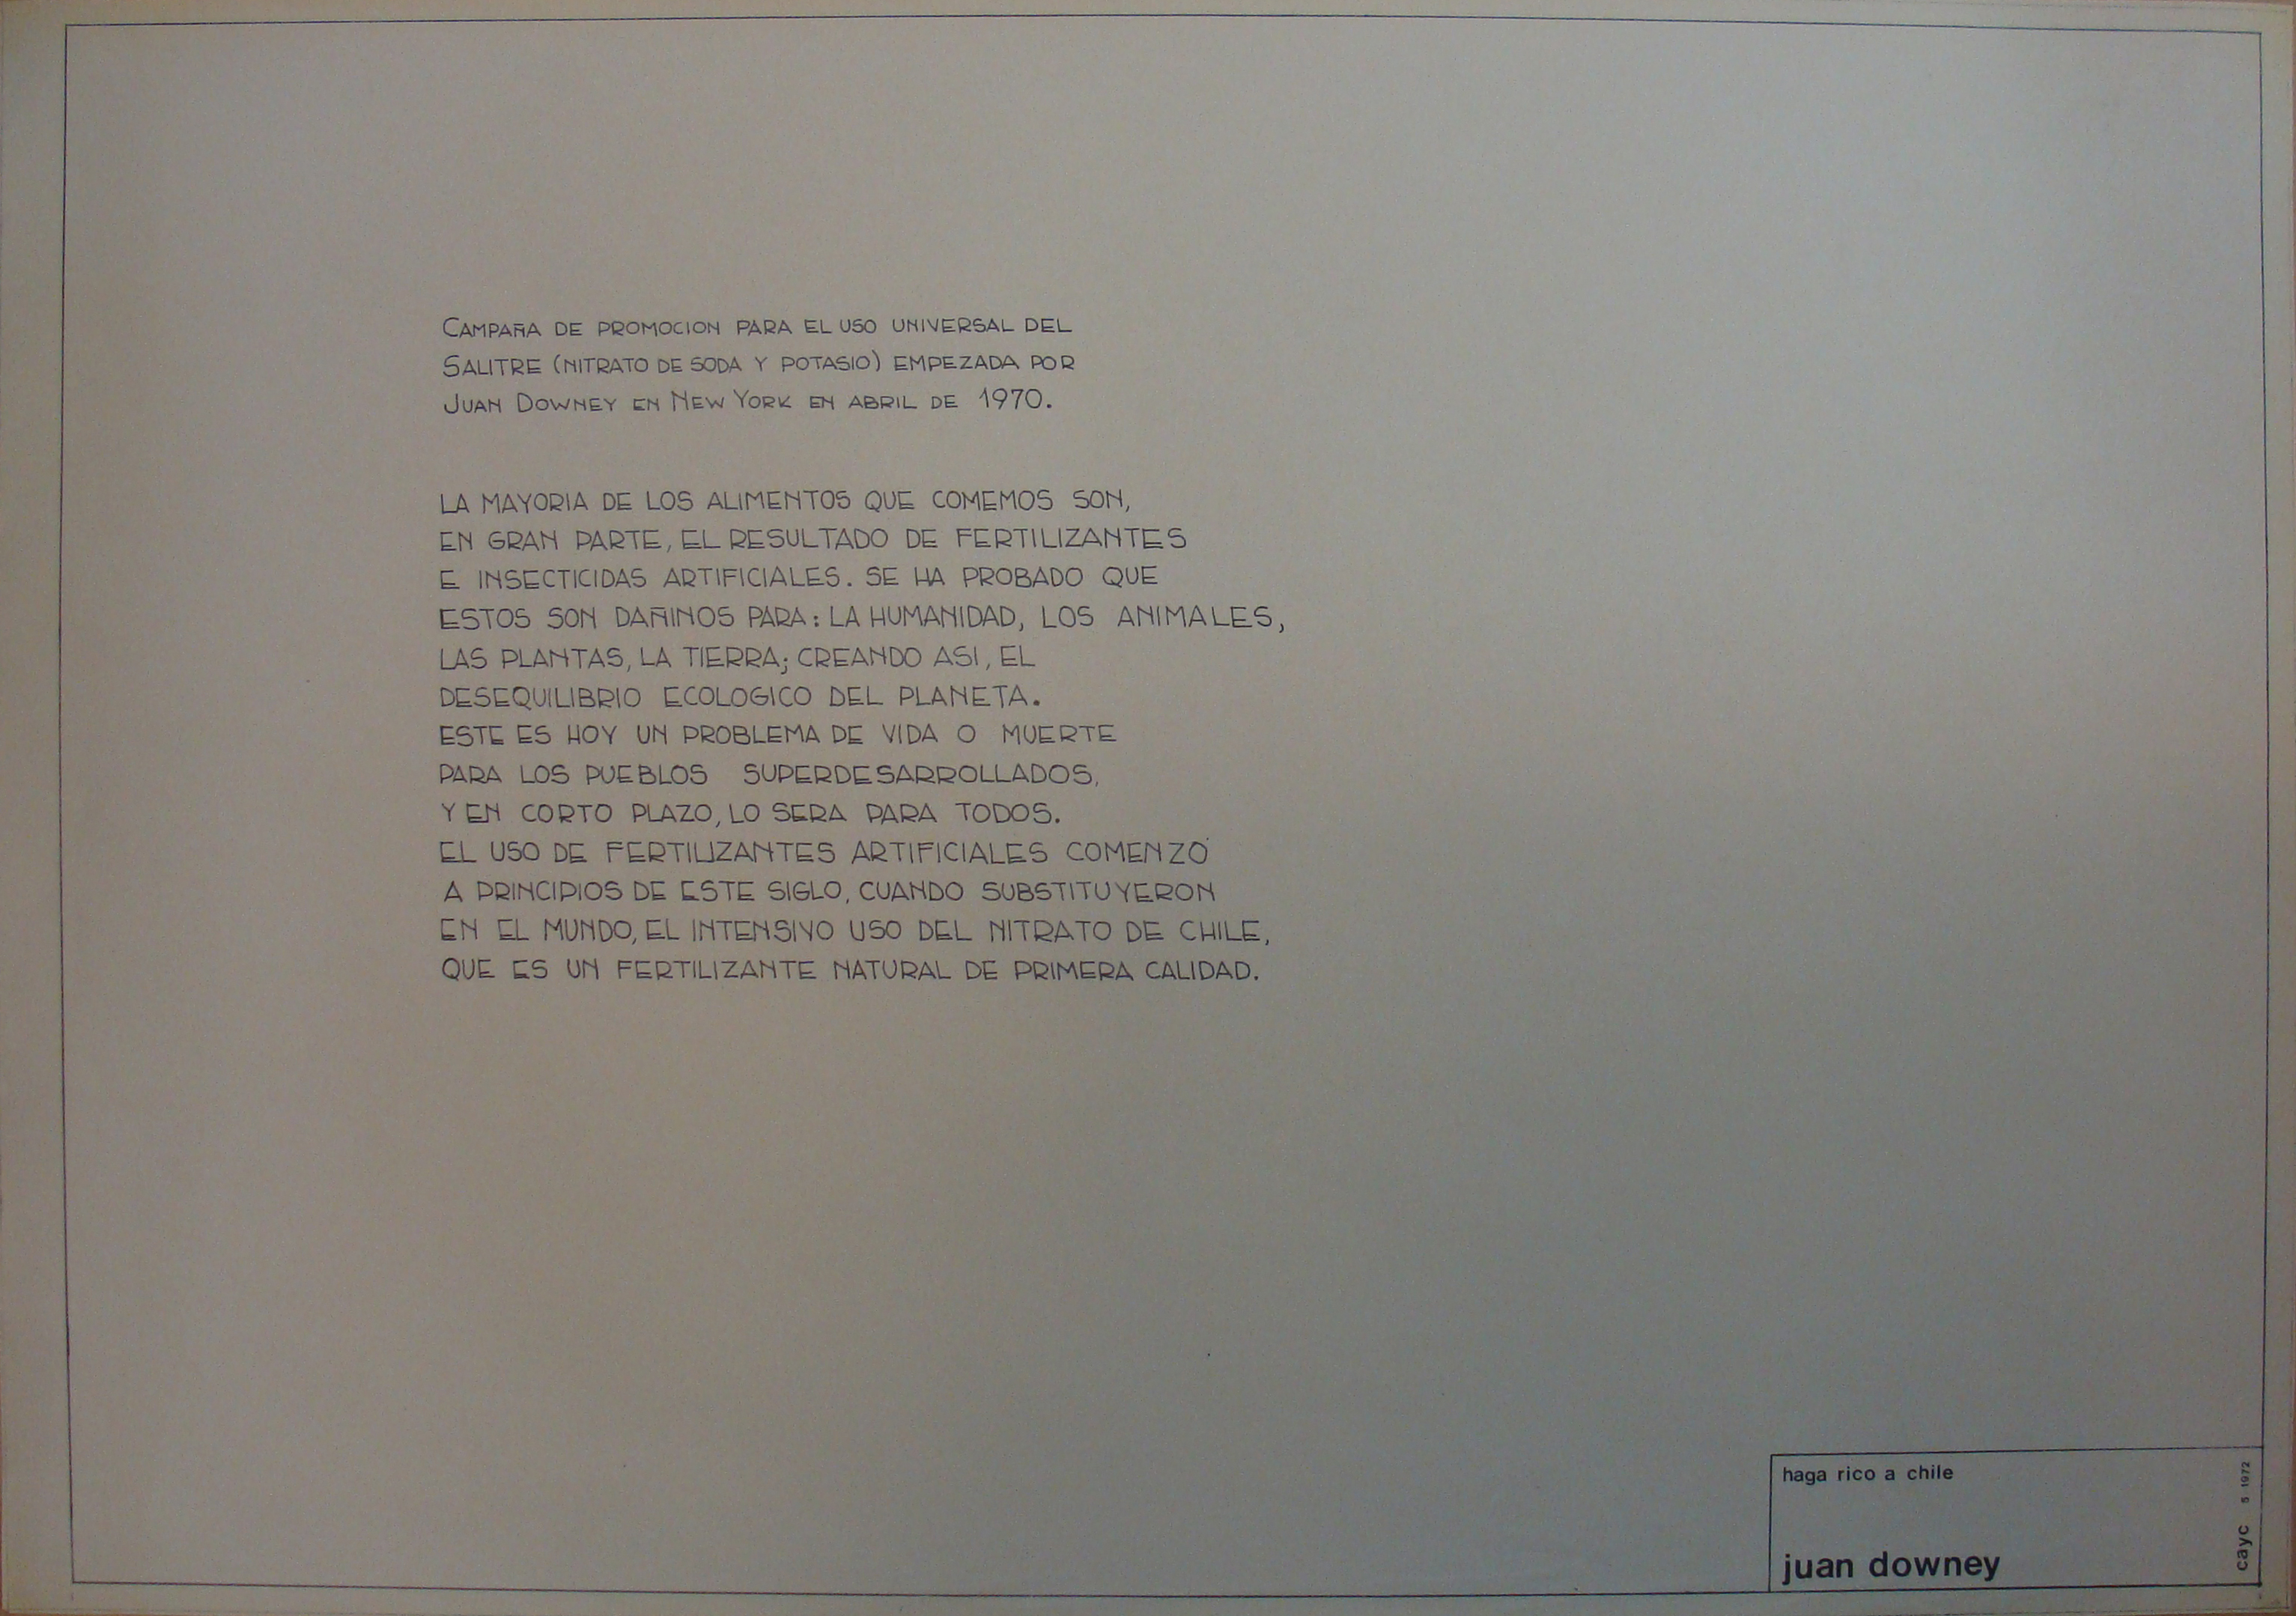 CAMPAÑA DE PROMOCION PARA EL USO UNIVERSAL DEL
SALITRE (NITRATO DE SODA Y POTASIO) EMPEZADA POR
JUAN DOWNEY EN NEW YORK EN ABRIL DE 1970.
LA MAYORIA DE LOS ALIMENTOS QUE COMEMOS SON,
EN GRAN PARTE, EL RESULTADO DE FERTILIZANTES
E INSECTICIDAS ARTIFICIALES. SE HA PROBADO QUE
ESTOS SON DAÑINOS PARA: LA HUMANIDAD, LOS ANIMALES,
LAS PLANTAS, LA TIERRA; CREANDO ASI, EL
DESEQUILIBRIO ECOLOGICO DEL PLANETA.
ESTE ES HOY UN PROBLEMA DE VIDA O MUERTE
PARA LOS PUEBLOS SUPERDESARROLLADOS,
Y EN CORTO PLAZO, LO SERA PARA TODOS.
EL USO DE FERTILIZANTES ARTIFICIALES COMENZÓ
A PRINCIPIOS DE ESTE SIGLO, CUANDO SUBSTITUYERON
EN EL MUNDO, EL INTENSIVO USO DEL NITRATO DE CHILE,
QUE ES UN FERTILIZANTE NATURAL DE PRIMERA CALIDAD.
haga rico a chile
juan downey
cayc 5 1972